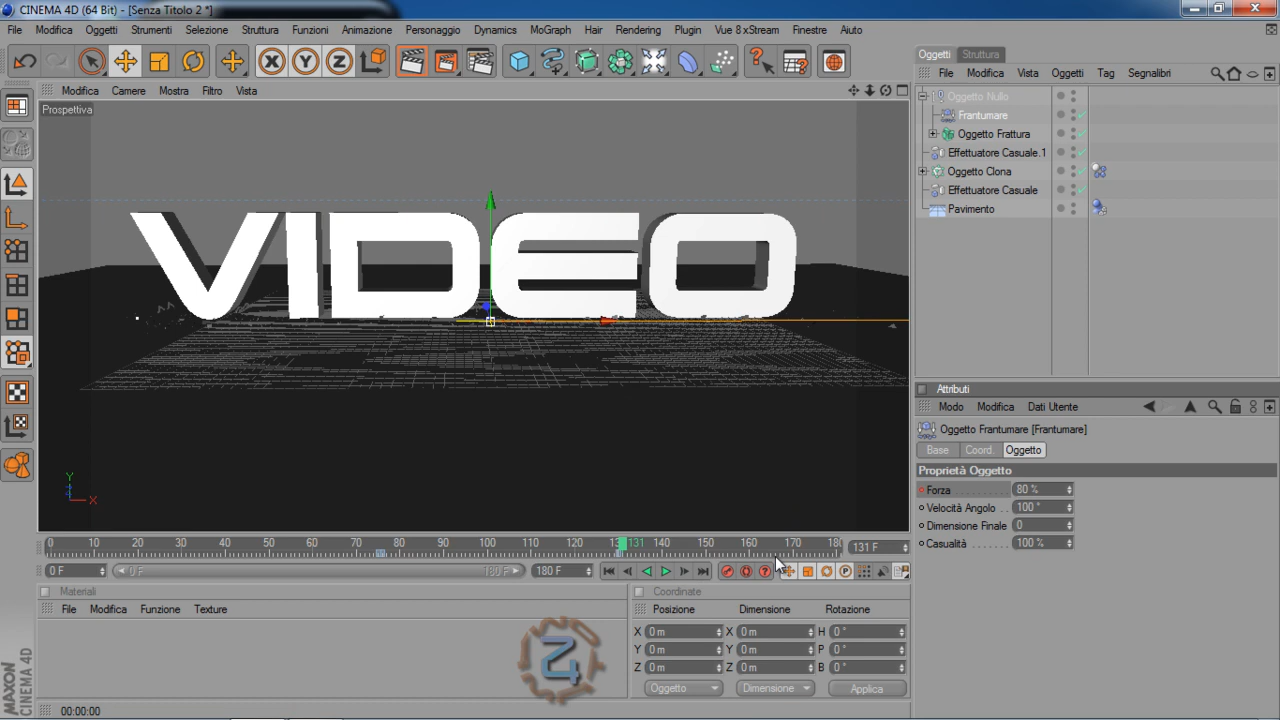 CINEMA 4D (64 Bit) - [Senza Titolo 2 *]
File Modifica Oggetti Strumenti Selezione Struttura Funzioni Animazione Personaggio Dynamics MoGraph Hair Rendering Plugin Vue 8 xStream Finestre Aiuto
X Y Z
Oggetti Struttura
File Modifica Vista Oggetti Tag Segnalibri
Modifica Camere Mostra Filtro Vista
Prospettiva
Oggetto Nullo
Frantumare
Oggetto Frattura
Effettuatore Casuale.1
Oggetto Clona
Effettuatore Casuale
Pavimento
VIDEO
Y
Z X
Attributi
Modo Modifica Dati Utente
Oggetto Frantumare [Frantumare]
Base Coord. Oggetto
Proprietà Oggetto
Forza 80 %
Velocità Angolo 100 °
Dimensione Finale 0
Casualità 100 %
0 10 20 30 40 50 60 70 80 90 100 110 120 131 140 150 160 170 131 F
0 F 0 F 180 F 180 F
Materiali
File Modifica Funzione Texture
Coordinate
Posizione Dimensione Rotazione
X 0 m X 0 m H 0 °
Y 0 m Y 0 m P 0 °
Z 0 m Z 0 m B 0 °
Oggetto Dimensione Applica
MAXON
CINEMA 4D
00:00:00